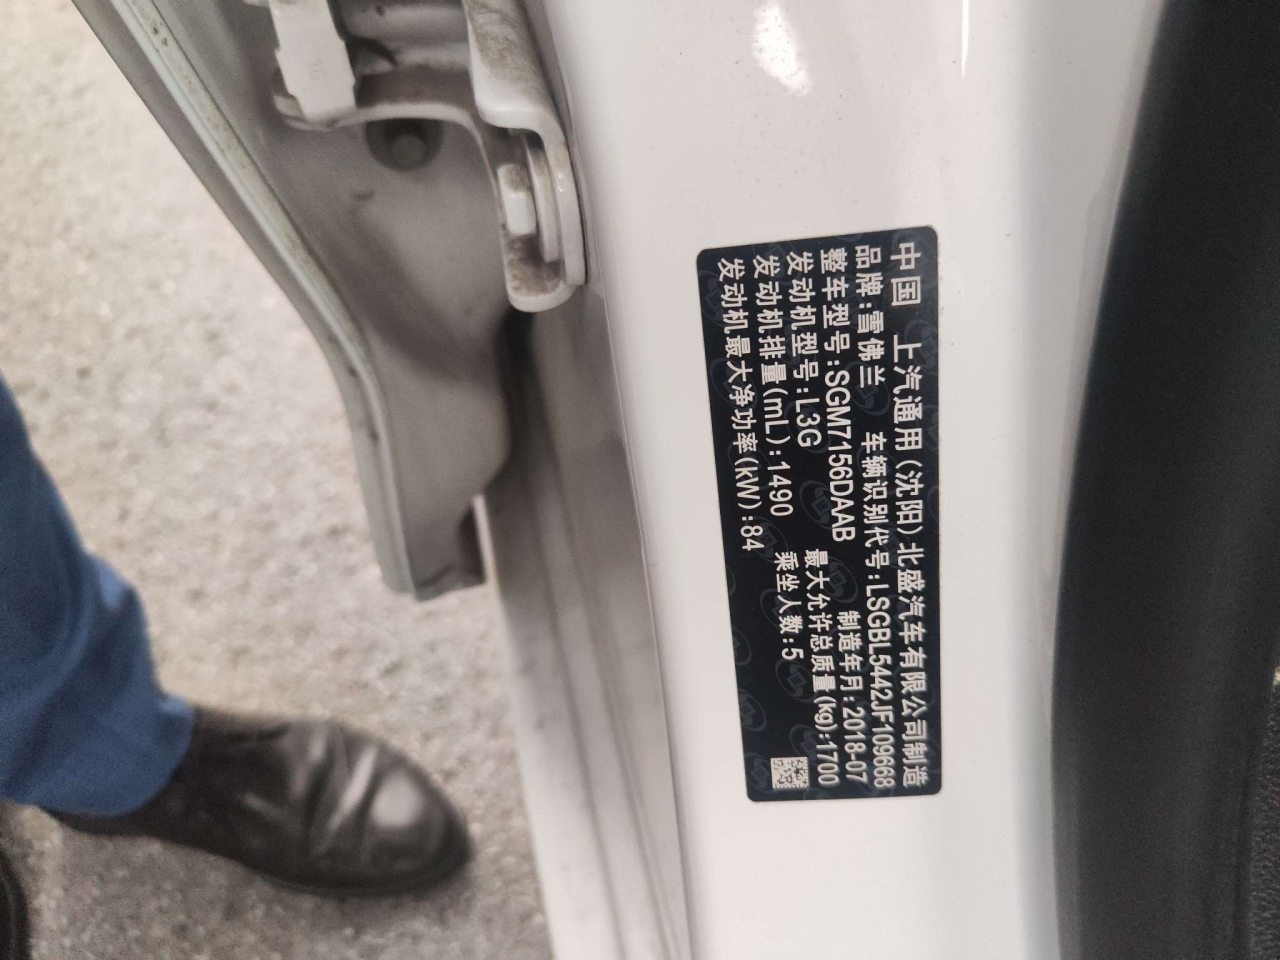 中国 上汽通用(沈阳)北盛汽车有限公司制造
品牌:雪佛兰 车辆识别代号:LSGBL5442JF109668
整车型号:SGM7156DAAB 制造年月:2018-07
发动机型号:L3G 最大允许总质量(kg):1700
发动机排量(mL):1490 乘坐人数:5
发动机最大净功率(kW):84